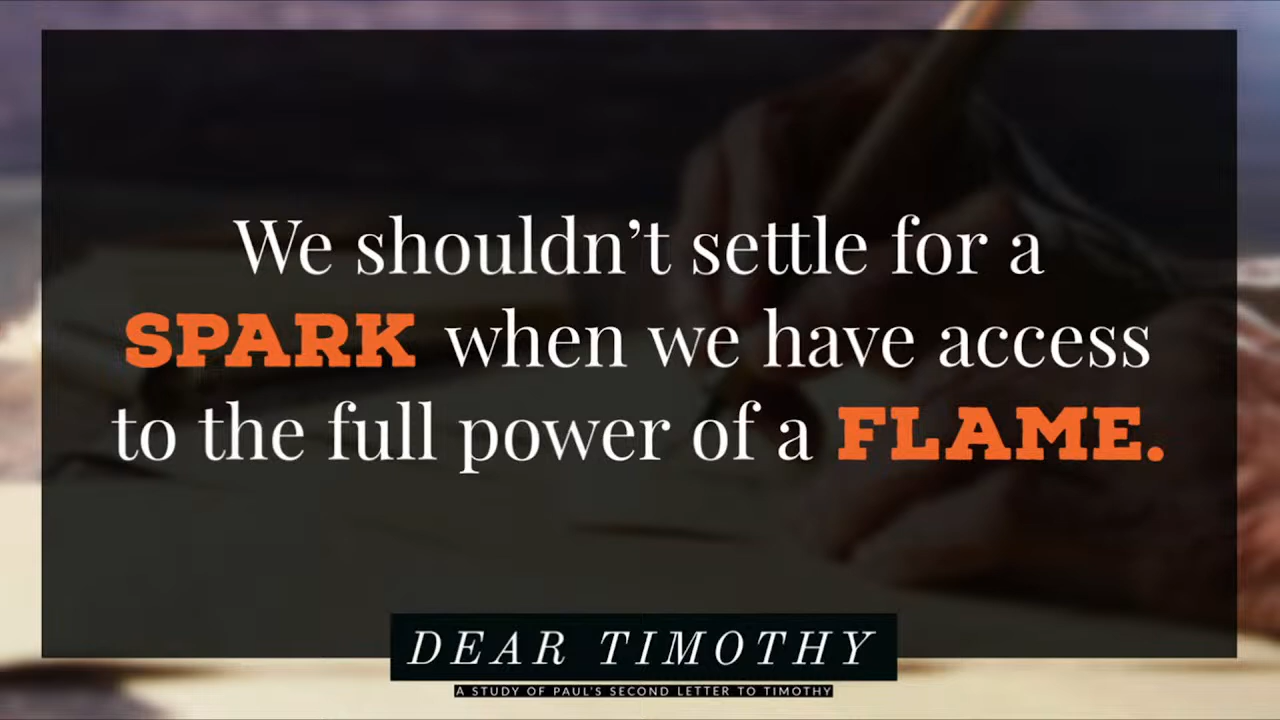 We shouldn’t settle for a
SPARK when we have access
to the full power of a FLAME.
DEAR TIMOTHY
A STUDY OF PAUL'S SECOND LETTER TO TIMOTHY